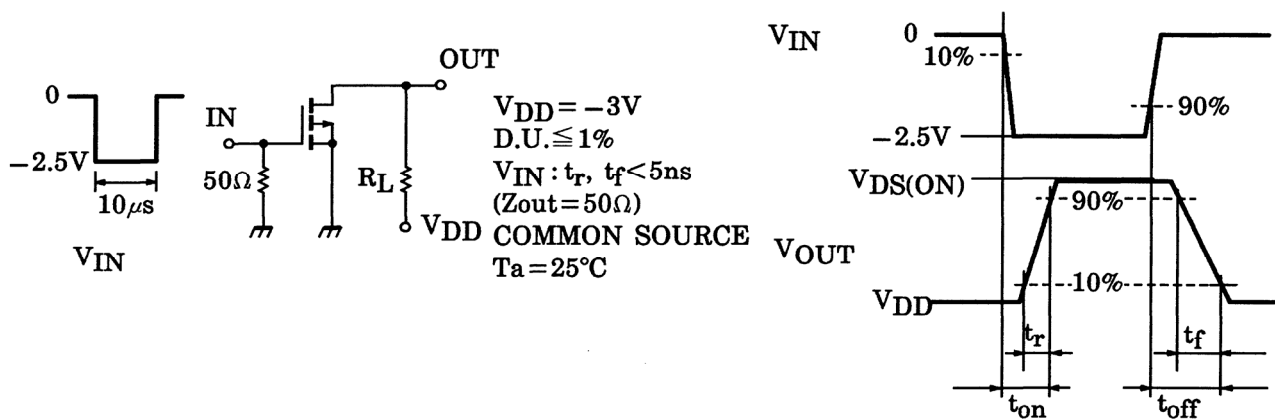 0
−2.5V
10μs
VIN
IN
50Ω
OUT
RL
VDD
VDD = −3V
D.U.≦1%
VIN : tr, tf<5ns
(Zout=50Ω)
COMMON SOURCE
Ta=25°C
VIN
0
10%
90%
−2.5V
VDS(ON)
90%
VOUT
10%
VDD
tr
tf
ton
toff